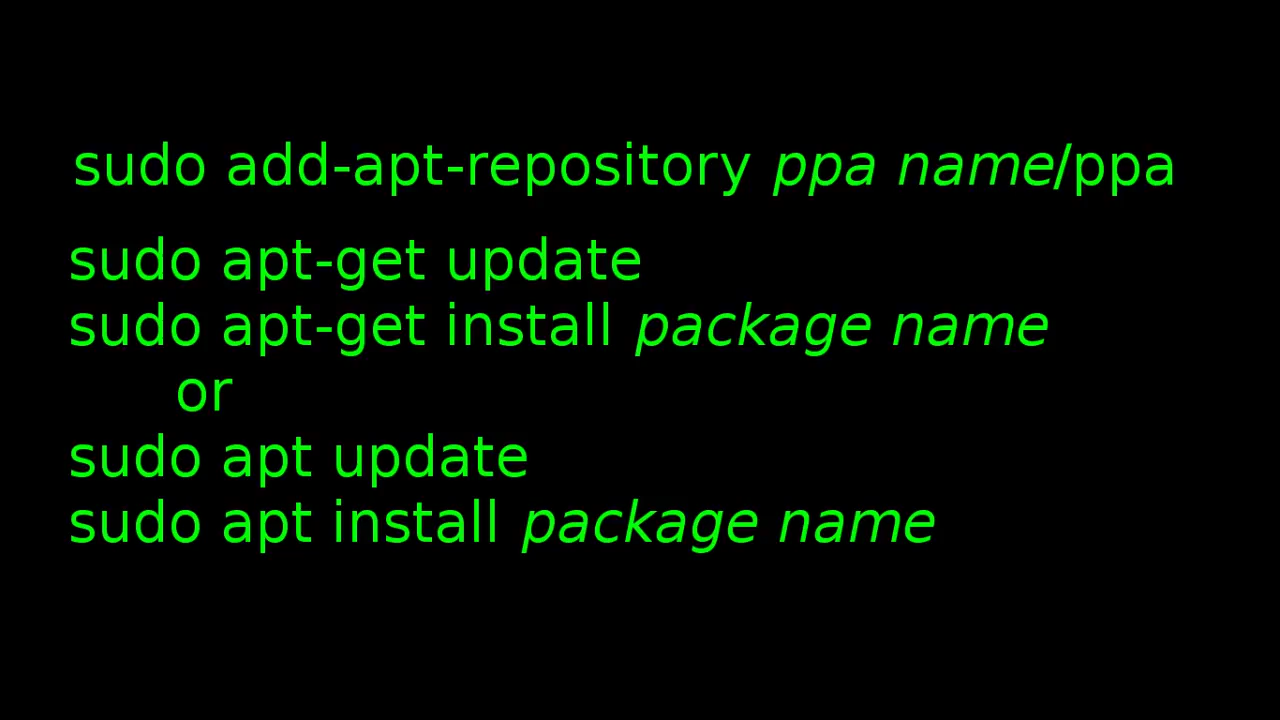 sudo add-apt-repository ppa name/ppa
sudo apt-get update
sudo apt-get install package name
or
sudo apt update
sudo apt install package name